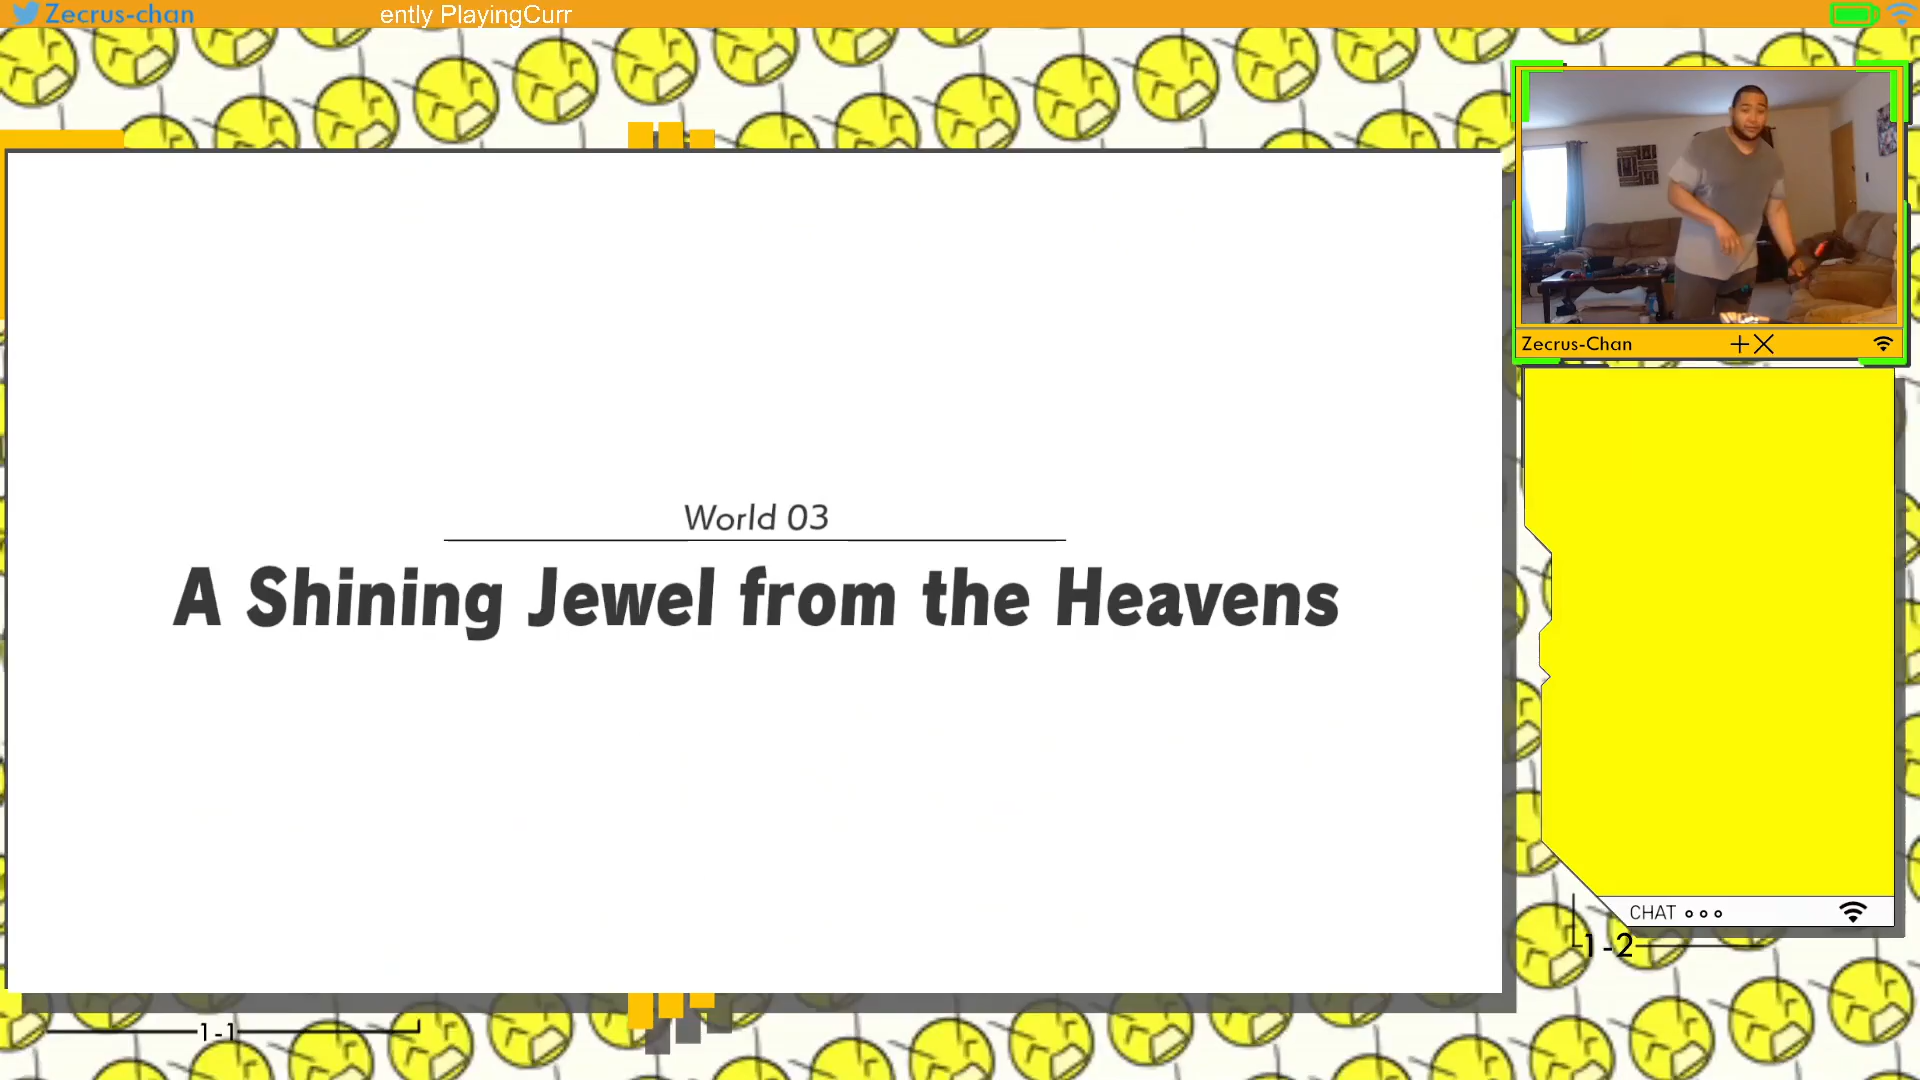 Zecrus-chan
ently PlayingCurr
World 03
A Shining Jewel from the Heavens
Zecrus-Chan
CHAT
1-2
1-1